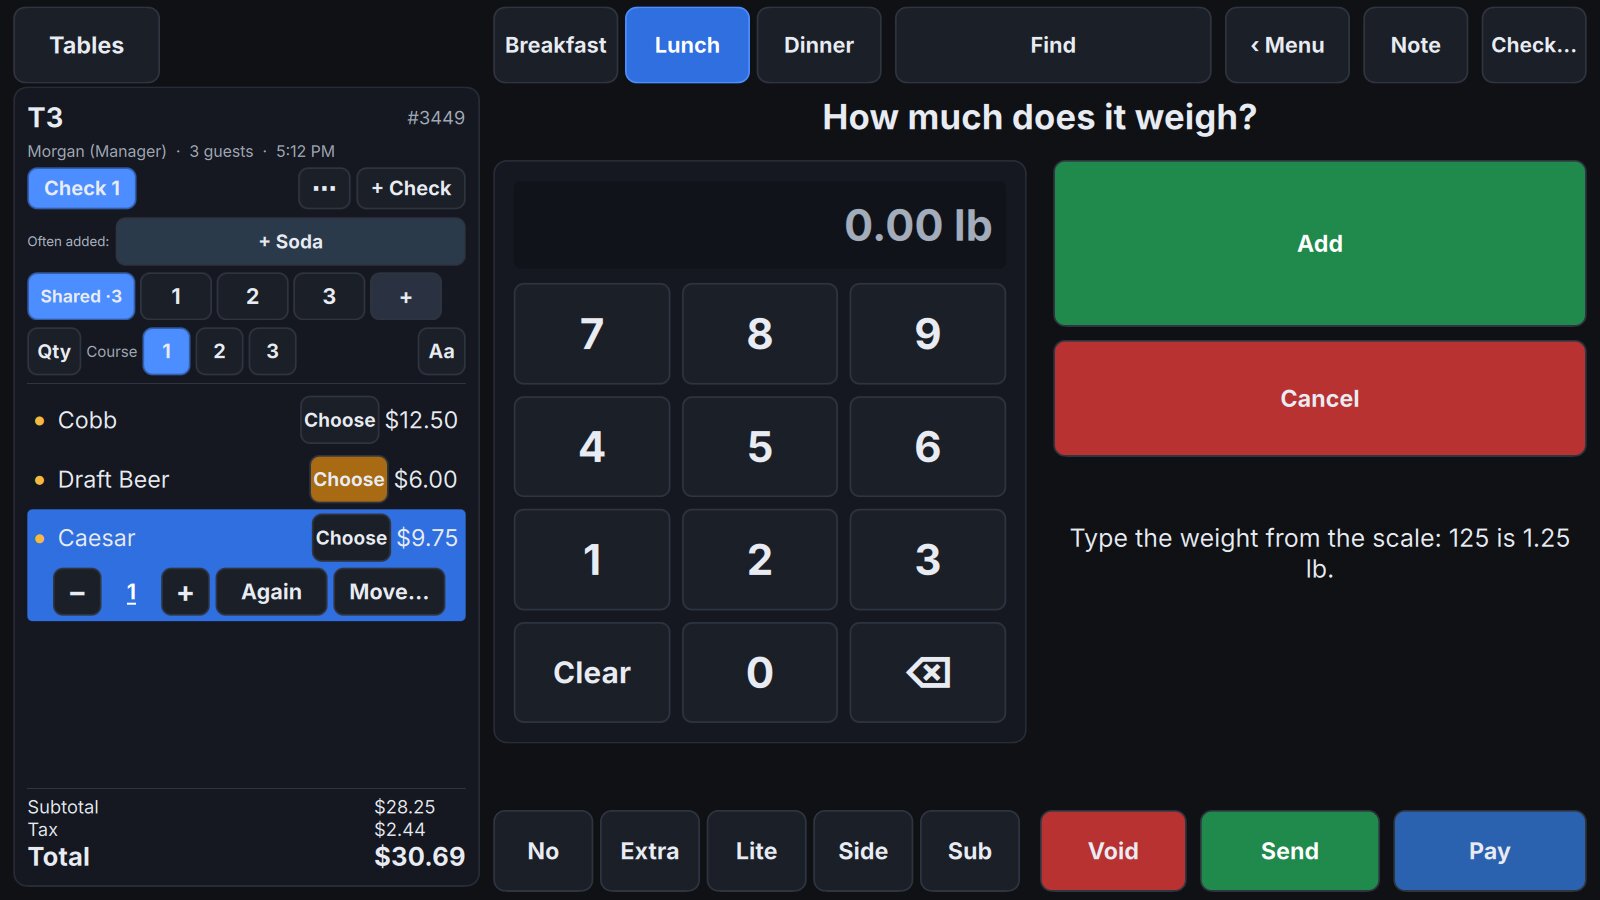 Tables
Breakfast
Lunch
Dinner
Find
‹ Menu
Note
Check...
T3
#3449
Morgan (Manager) · 3 guests · 5:12 PM
Check 1
...
+ Check
Often added:
+ Soda
Shared ·3
1
2
3
+
Qty
Course
1
2
3
Aa
Cobb
Choose
$12.50
Draft Beer
Choose
$6.00
Caesar
Choose
$9.75
−
1
+
Again
Move...
Subtotal
$28.25
Tax
$2.44
Total
$30.69
How much does it weigh?
0.00 lb
7
8
9
4
5
6
1
2
3
Clear
0
⌫
Add
Cancel
Type the weight from the scale: 125 is 1.25
lb.
No
Extra
Lite
Side
Sub
Void
Send
Pay